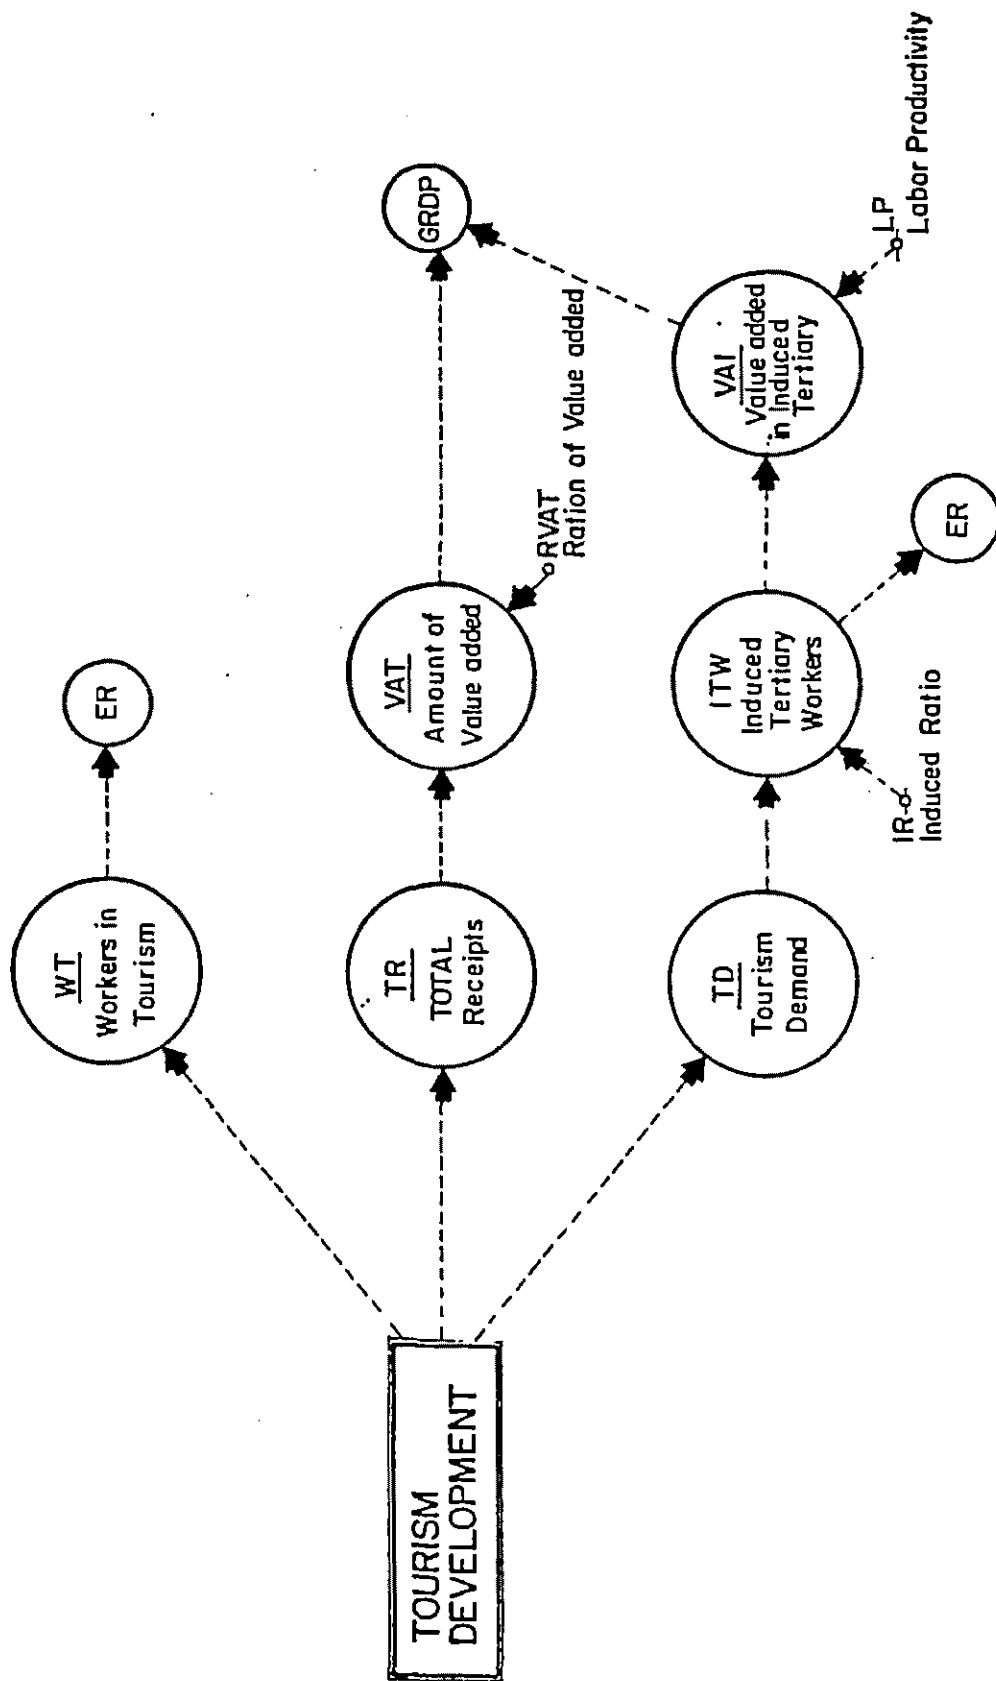 TOURISM
DEVELOPMENT
WT
Workers in
Tourism
ER
TR
TOTAL
Receipts
VAT
Amount of
Value added
RVAT
Ration of Value added
GRDP
TD
Tourism
Demand
ITW
Induced
Tertiary
Workers
IR
Induced Ratio
ER
VAI
Value added
in Induced
Tertiary
LP
Labor Productivity